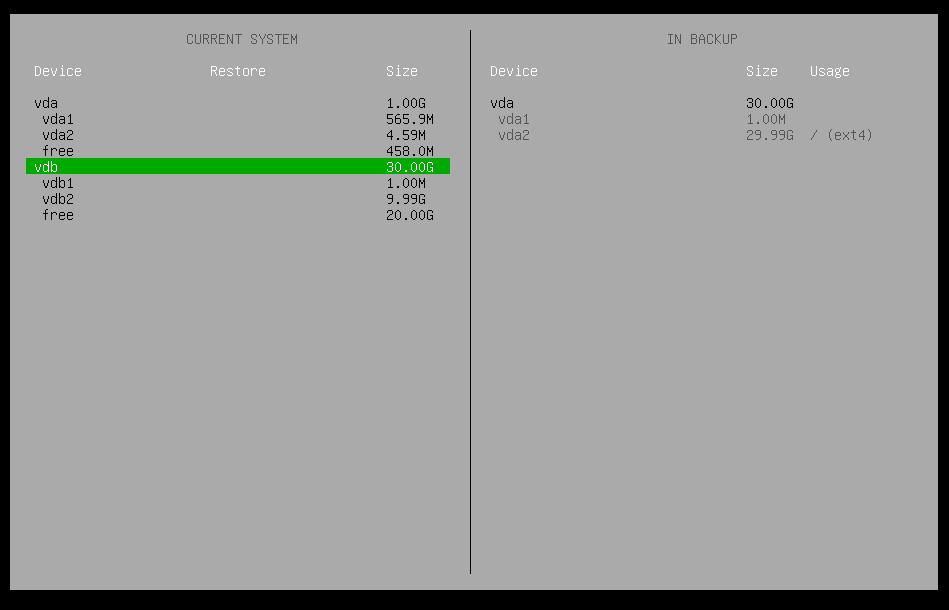 CURRENT SYSTEM
Device Restore Size
vda 1.00G
vda1 565.9M
vda2 4.59M
free 458.0M
vdb 30.00G
vdb1 1.00M
vdb2 9.99G
free 20.00G
IN BACKUP
Device Size Usage
vda 30.00G
vda1 1.00M
vda2 29.99G / (ext4)